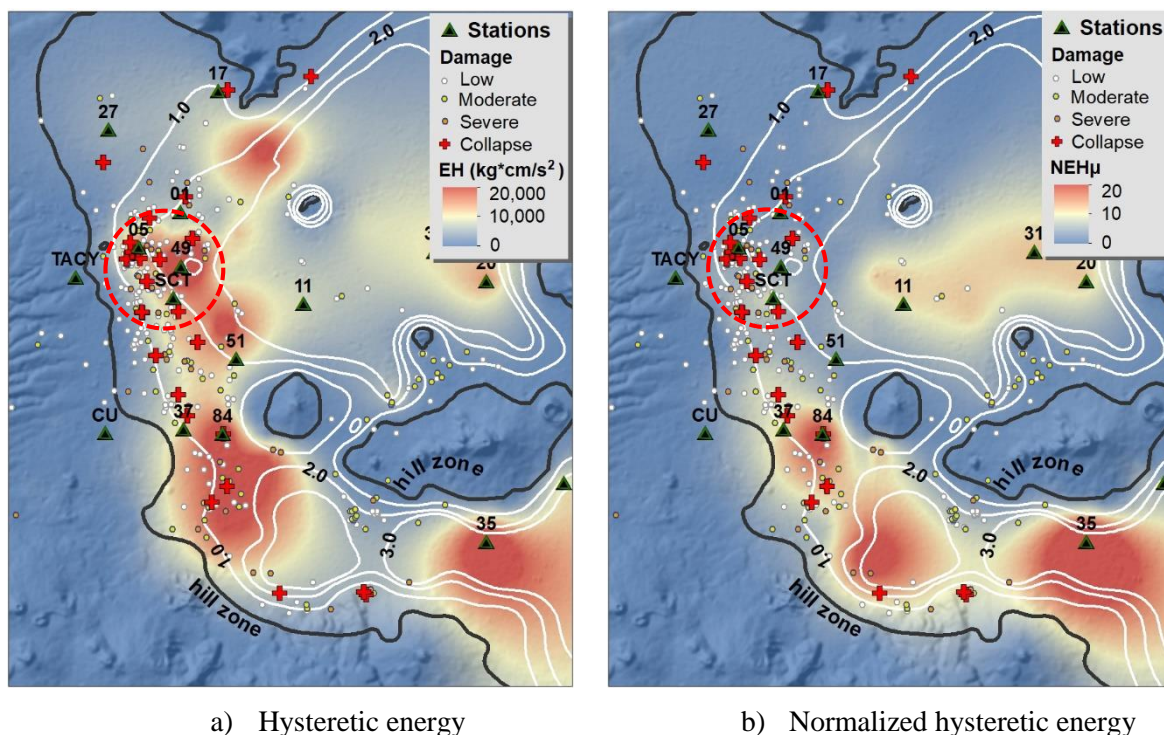 Stations
Damage
Low
Moderate
Severe
Collapse
EH (kg*cm/s²)
20,000
10,000
0
2.0
17
1.0
27
01
05
49
TACY
SCT
11
20
51
CU
37
84
2.0
hill zone
35
3.0
1.0
hill zone
Stations
Damage
Low
Moderate
Severe
Collapse
NEHμ
20
10
0
2.0
17
1.0
27
01
05
49
31
TACY
SCT
11
20
51
CU
37
84
2.0
hill zone
35
3.0
1.0
hill zone
a) Hysteretic energy
b) Normalized hysteretic energy